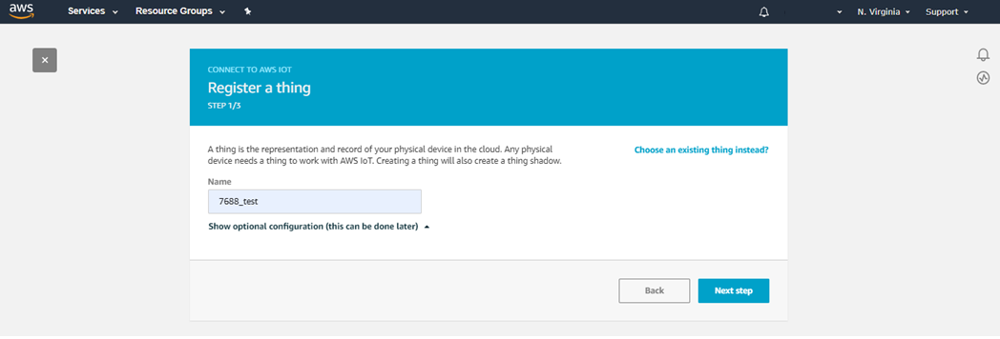 aws Services Resource Groups N. Virginia Support
CONNECT TO AWS IOT
Register a thing
STEP 1/3
A thing is the representation and record of your physical device in the cloud. Any physical
device needs a thing to work with AWS IoT. Creating a thing will also create a thing shadow.
Choose an existing thing instead?
Name
7688_test
Show optional configuration (this can be done later)
Back Next step